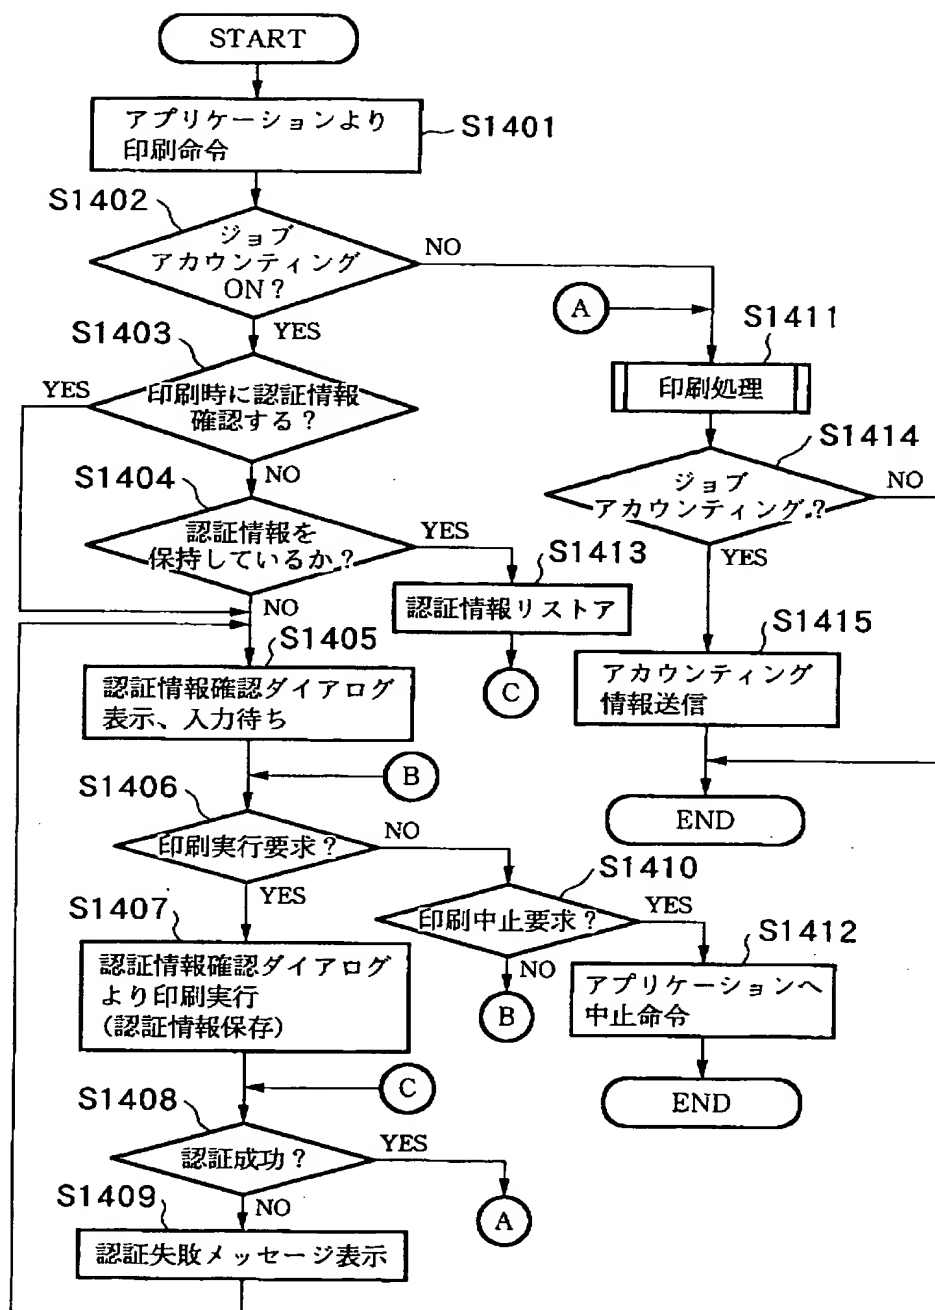 START
アプリケーションより
印刷命令
S1401
S1402
ジョブ
アカウンティング
ON？
NO
YES
A
S1411
印刷処理
S1403
YES
印刷時に認証情報
確認する？
NO
S1414
ジョブ
アカウンティング？
NO
YES
S1404
認証情報を
保持しているか？
YES
NO
S1413
認証情報リストア
C
S1405
認証情報確認ダイアログ
表示、入力待ち
S1415
アカウンティング
情報送信
END
B
S1406
印刷実行要求？
NO
YES
S1410
印刷中止要求？
YES
NO
B
S1412
アプリケーションへ
中止命令
END
S1407
認証情報確認ダイアログ
より印刷実行
（認証情報保存）
C
S1408
認証成功？
YES
NO
A
S1409
認証失敗メッセージ表示